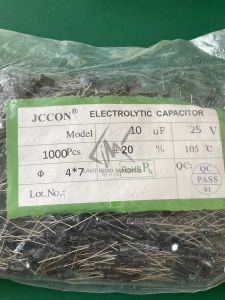 JCCON® ELECTROLYTIC CAPACITOR
Model 10 uF 25 V
1000Pcs ±20 % 105 ℃
Φ 4*7 RoHS Pb QC: QC PASS 01
Lot.No: